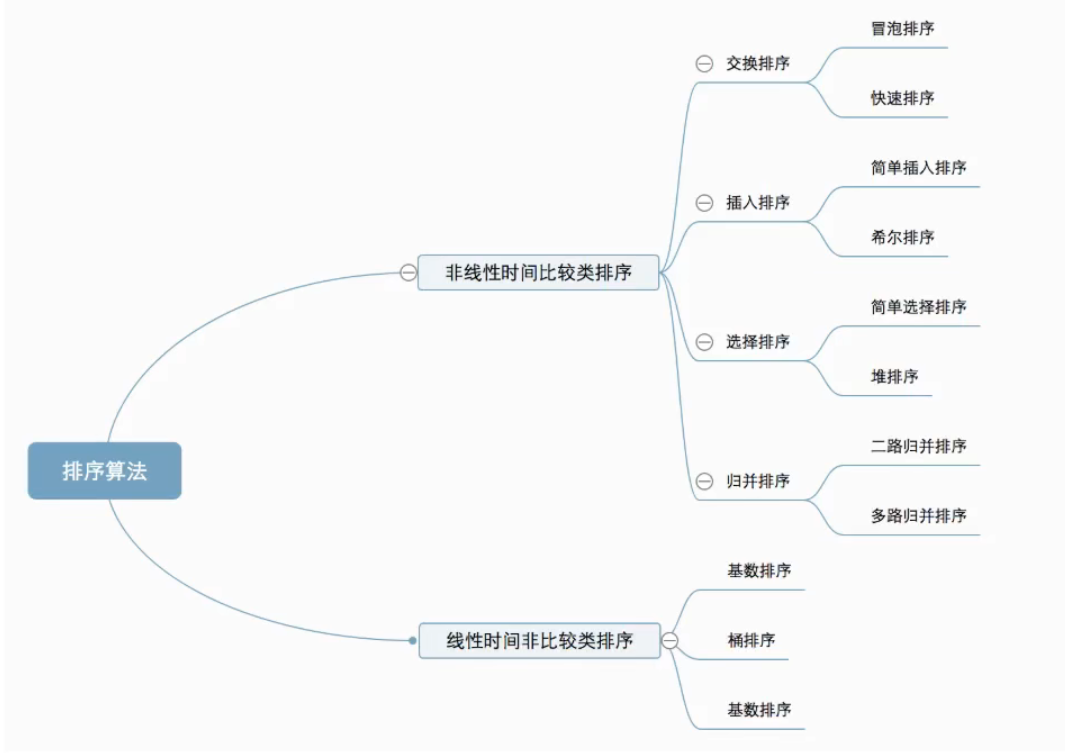 排序算法
非线性时间比较类排序
交换排序
冒泡排序
快速排序
插入排序
简单插入排序
希尔排序
选择排序
简单选择排序
堆排序
归并排序
二路归并排序
多路归并排序
线性时间非比较类排序
基数排序
桶排序
基数排序